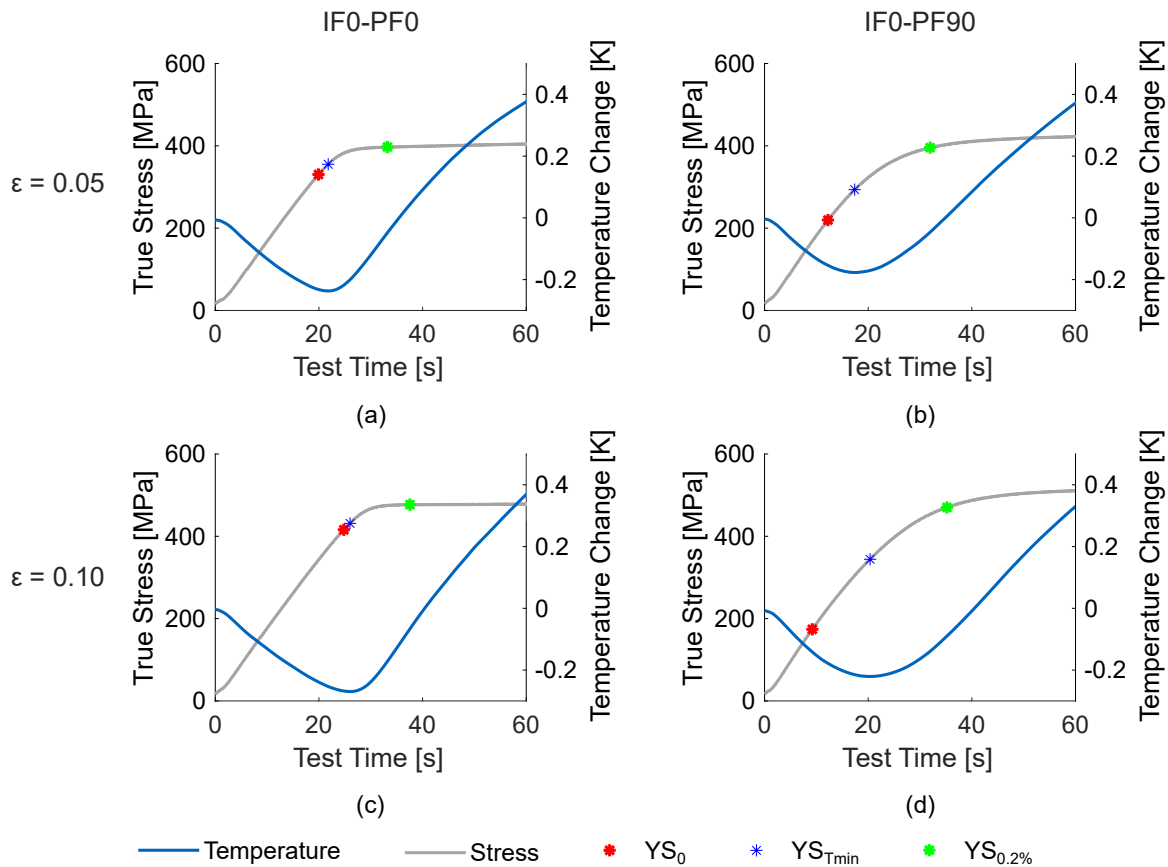 IF0-PF0
IF0-PF90
ε = 0.05
True Stress [MPa]
600
400
200
0
0
20
40
60
Test Time [s]
0.4
0.2
0
-0.2
Temperature Change [K]
(a)
True Stress [MPa]
600
400
200
0
0
20
40
60
Test Time [s]
0.4
0.2
0
-0.2
Temperature Change [K]
(b)
ε = 0.10
True Stress [MPa]
600
400
200
0
0
20
40
60
Test Time [s]
0.4
0.2
0
-0.2
Temperature Change [K]
(c)
True Stress [MPa]
600
400
200
0
0
20
40
60
Test Time [s]
0.4
0.2
0
-0.2
Temperature Change [K]
(d)
Temperature
Stress
YS0
YSTmin
YS0.2%